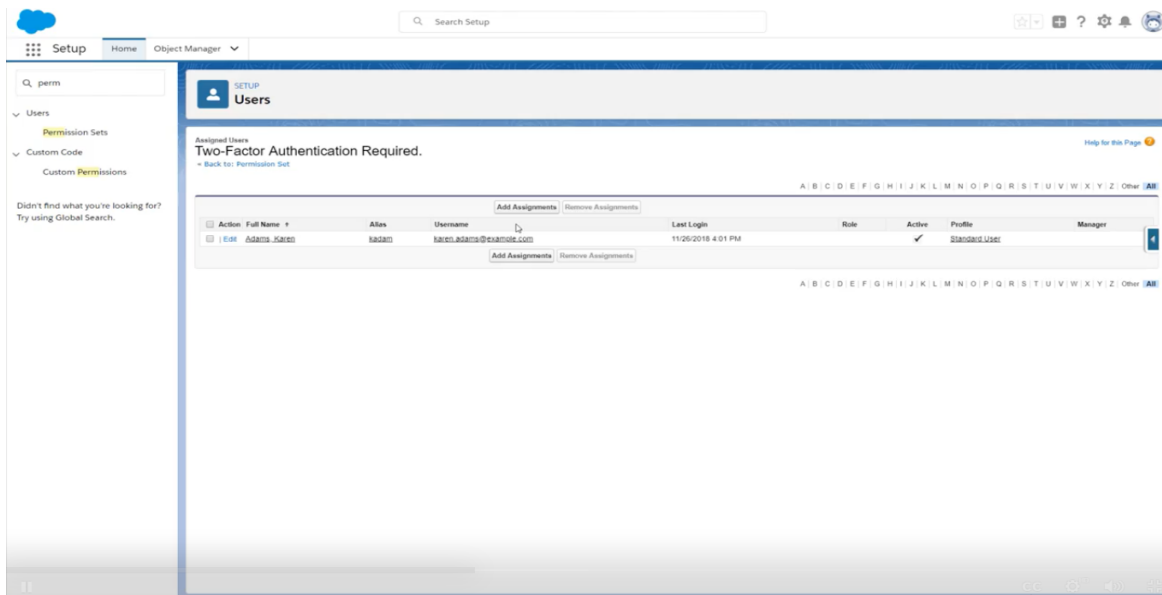 Search Setup
Setup Home Object Manager
perm
Users
Permission Sets
Custom Code
Custom Permissions
Didn't find what you're looking for?
Try using Global Search.
SETUP
Users
Assigned Users
Two-Factor Authentication Required.
« Back to: Permission Set
Help for this Page ?
A | B | C | D | E | F | G | H | I | J | K | L | M | N | O | P | Q | R | S | T | U | V | W | X | Y | Z | Other | All
Add Assignments Remove Assignments
Action Full Name ↑ Alias Username Last Login Role Active Profile Manager
| Edit Adams, Karen kadam karen.adams@example.com 11/26/2018 4:01 PM ✓ Standard User
Add Assignments Remove Assignments
A | B | C | D | E | F | G | H | I | J | K | L | M | N | O | P | Q | R | S | T | U | V | W | X | Y | Z | Other | All
CC